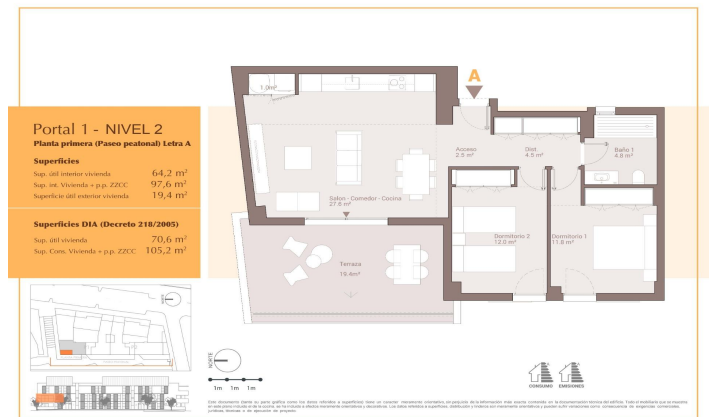 Portal 1 - NIVEL 2
Planta primera (Paseo peatonal) Letra A
Superficies
Sup. útil interior vivienda 64,2 m²
Sup. int. Vivienda + p.p. ZZCC 97,6 m²
Superficie útil exterior vivienda 19,4 m²
Superficies DIA (Decreto 218/2005)
Sup. útil vivienda 70,6 m²
Sup. Cons. Vivienda + p.p. ZZCC 105,2 m²
A
1.0m²
Acceso
2.5 m²
Dist.
4.5 m²
Baño 1
4.8 m²
Salon - Comedor - Cocina
27.6 m²
Dormitorio 2
12.0 m²
Dormitorio 1
11.8 m²
Terraza
19.4m²
NORTE
1m 1m 1m
CONSUMO EMISIONES